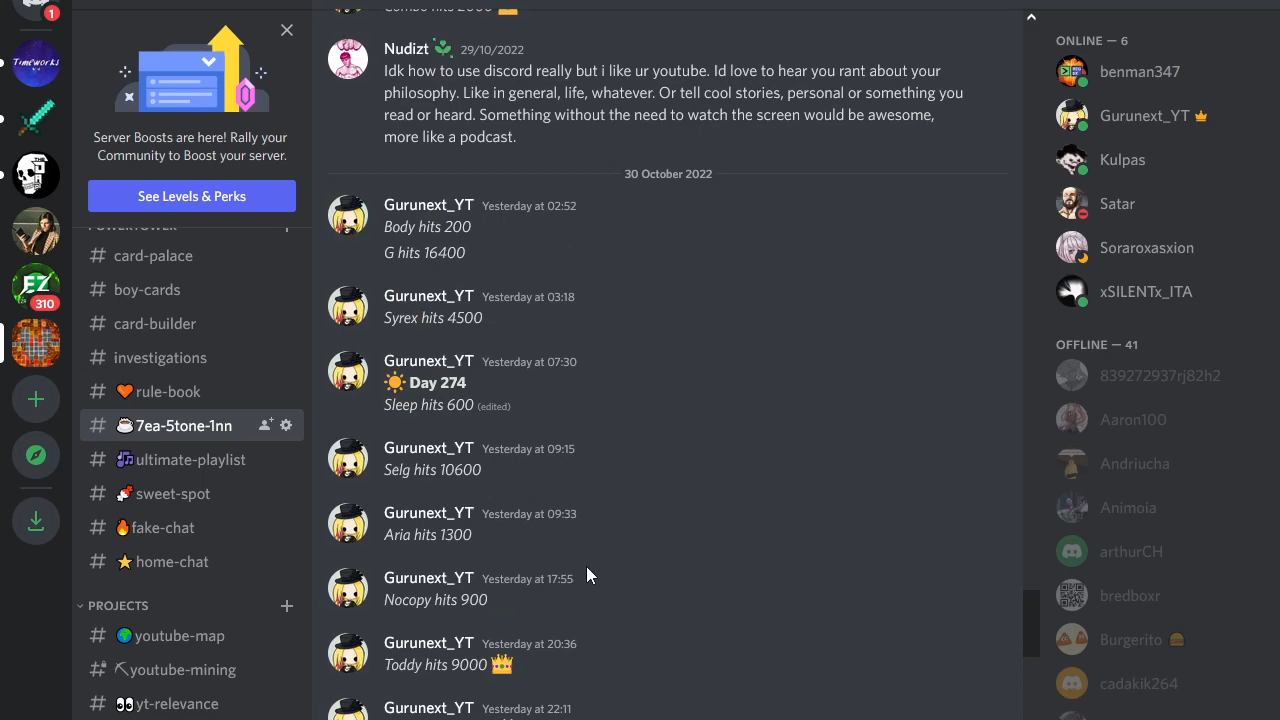 1
TIMEWORKS
THE
EZ
310
Server Boosts are here! Rally your
Community to Boost your server.
See Levels & Perks
card-palace
boy-cards
card-builder
investigations
🧡rule-book
☕7ea-5tone-1nn
🎶ultimate-playlist
🍬sweet-spot
🔥fake-chat
⭐home-chat
PROJECTS
🌍youtube-map
⛏youtube-mining
👀yt-relevance
Nudizt 29/10/2022
Idk how to use discord really but i like ur youtube. Id love to hear you rant about your
philosophy. Like in general, life, whatever. Or tell cool stories, personal or something you
read or heard. Something without the need to watch the screen would be awesome,
more like a podcast.
30 October 2022
Gurunext_YT Yesterday at 02:52
Body hits 200
G hits 16400
Gurunext_YT Yesterday at 03:18
Syrex hits 4500
Gurunext_YT Yesterday at 07:30
☀️ Day 274
Sleep hits 600 (edited)
Gurunext_YT Yesterday at 09:15
Selg hits 10600
Gurunext_YT Yesterday at 09:33
Aria hits 1300
Gurunext_YT Yesterday at 17:55
Nocopy hits 900
Gurunext_YT Yesterday at 20:36
Toddy hits 9000 👑
Gurunext_YT Yesterday at 22:11
ONLINE — 6
benman347
Gurunext_YT
Kulpas
Satar
Soraroxasxion
xSILENTx_ITA
OFFLINE — 41
839272937rj82h2
Aaron100
Andriucha
Animoia
arthurCH
bredboxr
Burgerito 🍔
cadakik264